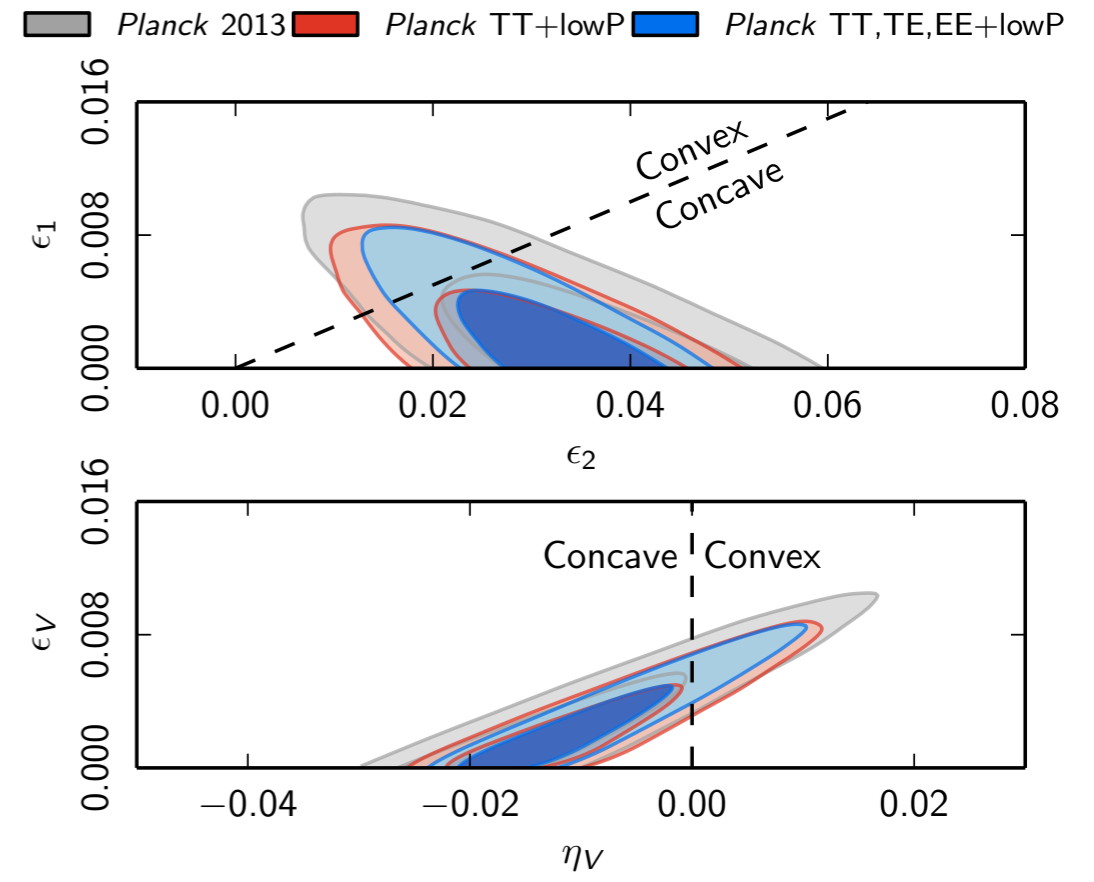 Planck 2013 Planck TT+lowP Planck TT,TE,EE+lowP
0.016
0.008
0.000
ϵ1
Convex
Concave
0.00 0.02 0.04 0.06 0.08
ϵ2
0.016
0.008
0.000
ϵV
Concave Convex
−0.04 −0.02 0.00 0.02
ηV